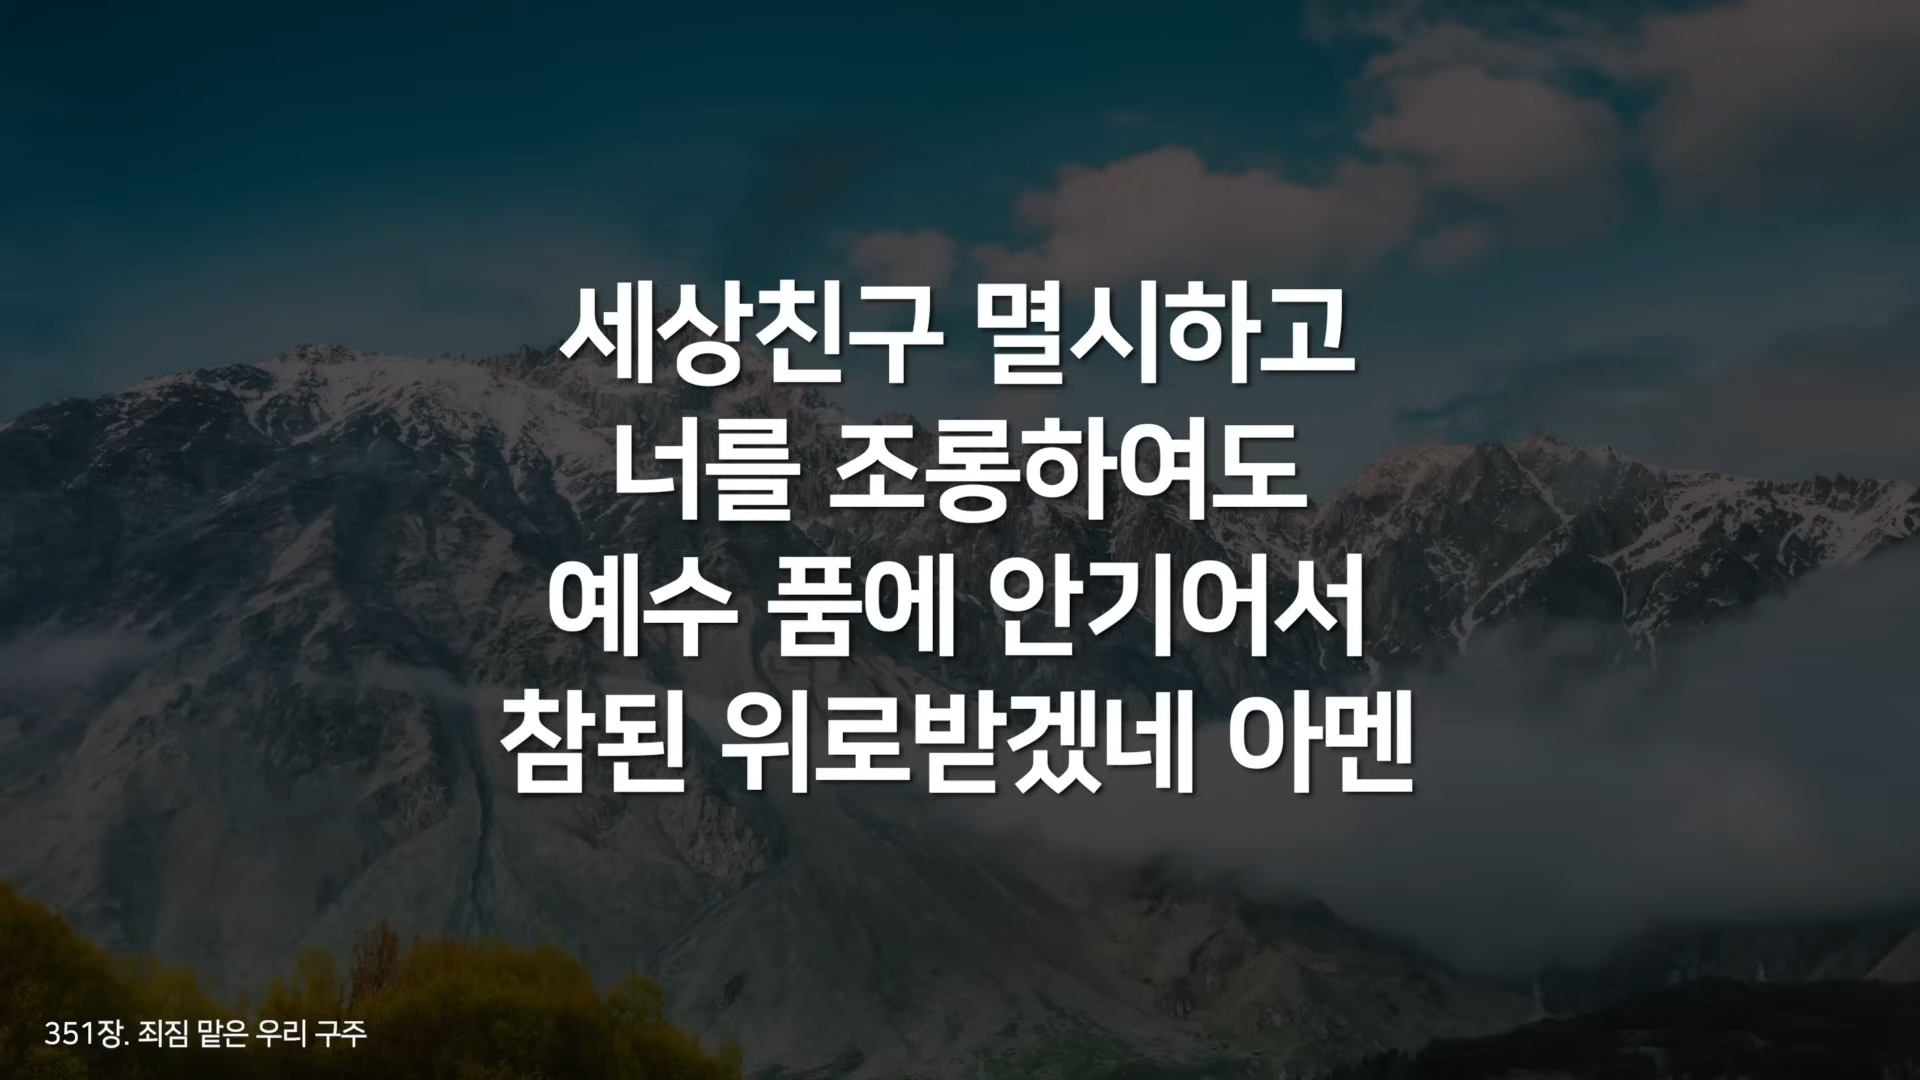 세상친구 멸시하고
너를 조롱하여도
예수 품에 안기어서
참된 위로받겠네 아멘
351장. 죄짐 맡은 우리 구주